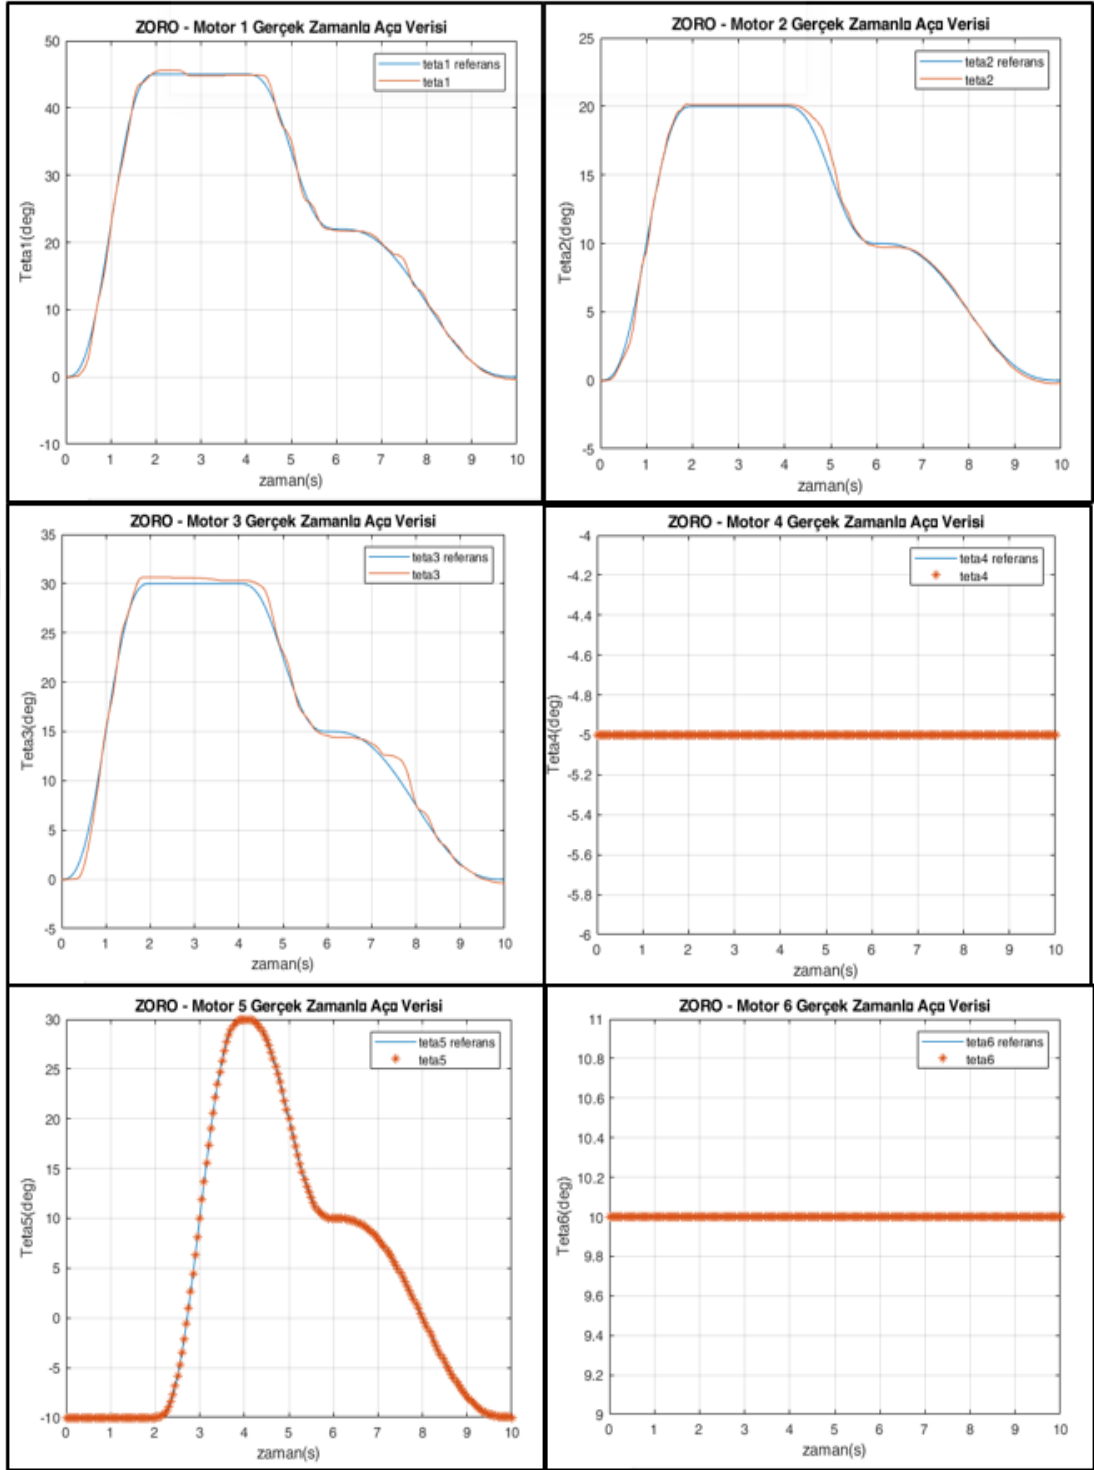 ZORO - Motor 1 Gerçek Zamanlı Açı Verisi
teta1 referans
teta1
Teta1(deg)
50
40
30
20
10
0
-10
0 1 2 3 4 5 6 7 8 9 10
zaman(s)
ZORO - Motor 2 Gerçek Zamanlı Açı Verisi
teta2 referans
teta2
Teta2(deg)
25
20
15
10
5
0
-5
0 1 2 3 4 5 6 7 8 9 10
zaman(s)
ZORO - Motor 3 Gerçek Zamanlı Açı Verisi
teta3 referans
teta3
Teta3(deg)
35
30
25
20
15
10
5
0
-5
0 1 2 3 4 5 6 7 8 9 10
zaman(s)
ZORO - Motor 4 Gerçek Zamanlı Açı Verisi
teta4 referans
teta4
Teta4(deg)
-4
-4.2
-4.4
-4.6
-4.8
-5
-5.2
-5.4
-5.6
-5.8
-6
0 1 2 3 4 5 6 7 8 9 10
zaman(s)
ZORO - Motor 5 Gerçek Zamanlı Açı Verisi
teta5 referans
teta5
Teta5(deg)
30
25
20
15
10
5
0
-5
-10
0 1 2 3 4 5 6 7 8 9 10
zaman(s)
ZORO - Motor 6 Gerçek Zamanlı Açı Verisi
teta6 referans
teta6
Teta6(deg)
11
10.8
10.6
10.4
10.2
10
9.8
9.6
9.4
9.2
9
0 1 2 3 4 5 6 7 8 9 10
zaman(s)